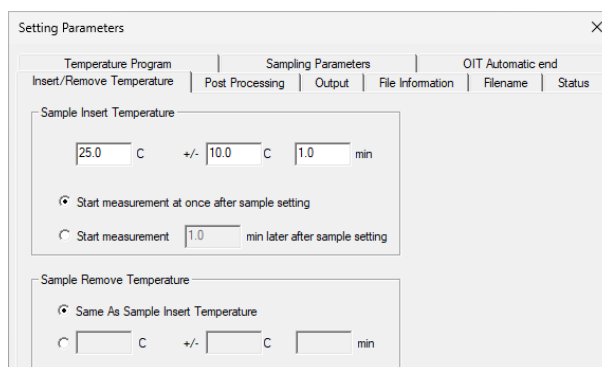 Setting Parameters
Temperature Program Sampling Parameters OIT Automatic end
Insert/Remove Temperature Post Processing Output File Information Filename Status
Sample Insert Temperature
25.0 C +/- 10.0 C 1.0 min
Start measurement at once after sample setting
Start measurement 1.0 min later after sample setting
Sample Remove Temperature
Same As Sample Insert Temperature
C +/- C min